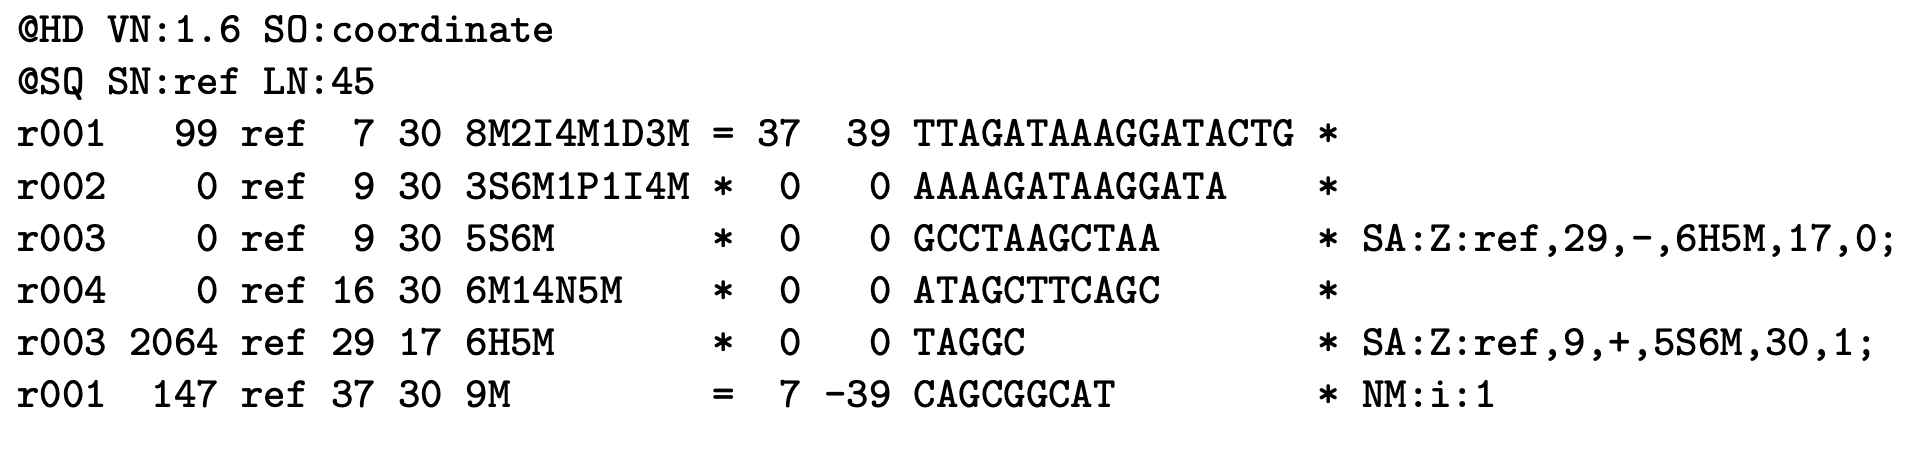 @HD VN:1.6 SO:coordinate
@SQ SN:ref LN:45
r001   99 ref  7 30 8M2I4M1D3M = 37  39 TTAGATAAAGGATACTG *
r002    0 ref  9 30 3S6M1P1I4M *  0   0 AAAAGATAAGGATA    *
r003    0 ref  9 30 5S6M       *  0   0 GCCTAAGCTAA       * SA:Z:ref,29,-,6H5M,17,0;
r004    0 ref 16 30 6M14N5M    *  0   0 ATAGCTTCAGC       *
r003 2064 ref 29 17 6H5M       *  0   0 TAGGC             * SA:Z:ref,9,+,5S6M,30,1;
r001  147 ref 37 30 9M         =  7 -39 CAGCGGCAT         * NM:i:1